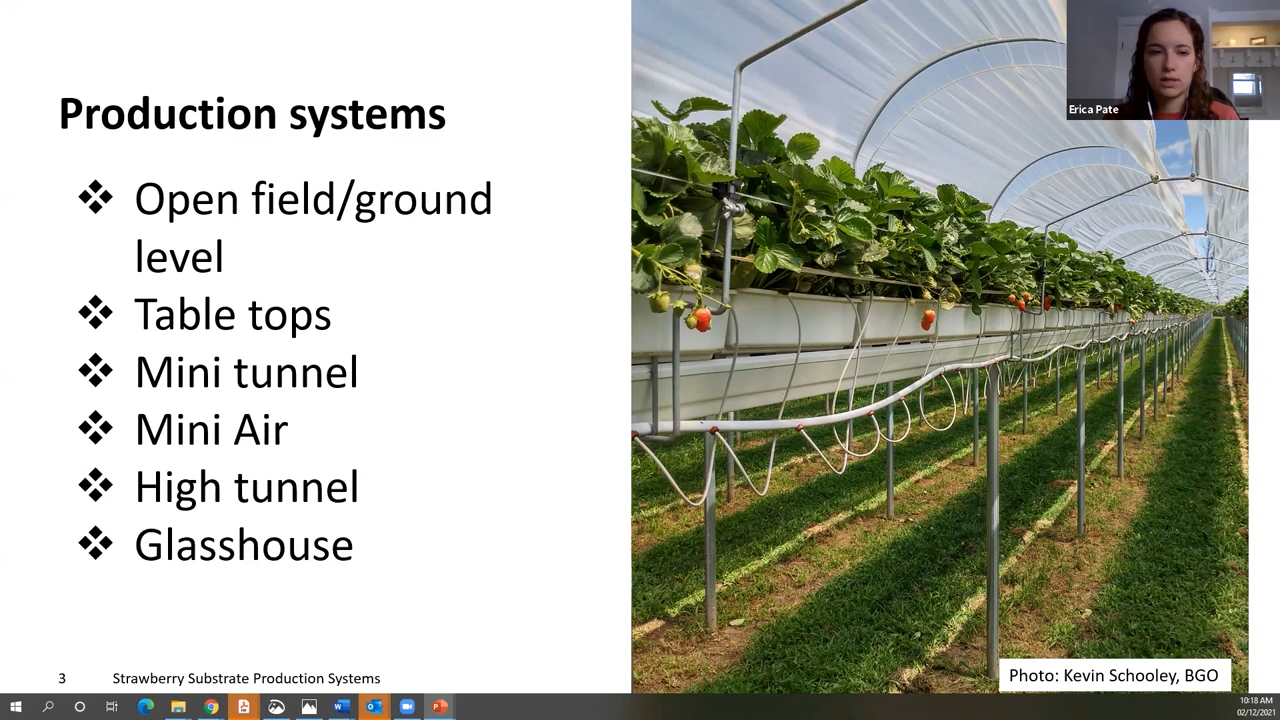 Production systems
❖ Open field/ground
level
❖ Table tops
❖ Mini tunnel
❖ Mini Air
❖ High tunnel
❖ Glasshouse
3 Strawberry Substrate Production Systems
Photo: Kevin Schooley, BGO
Erica Pate
10:18 AM
02/12/2021